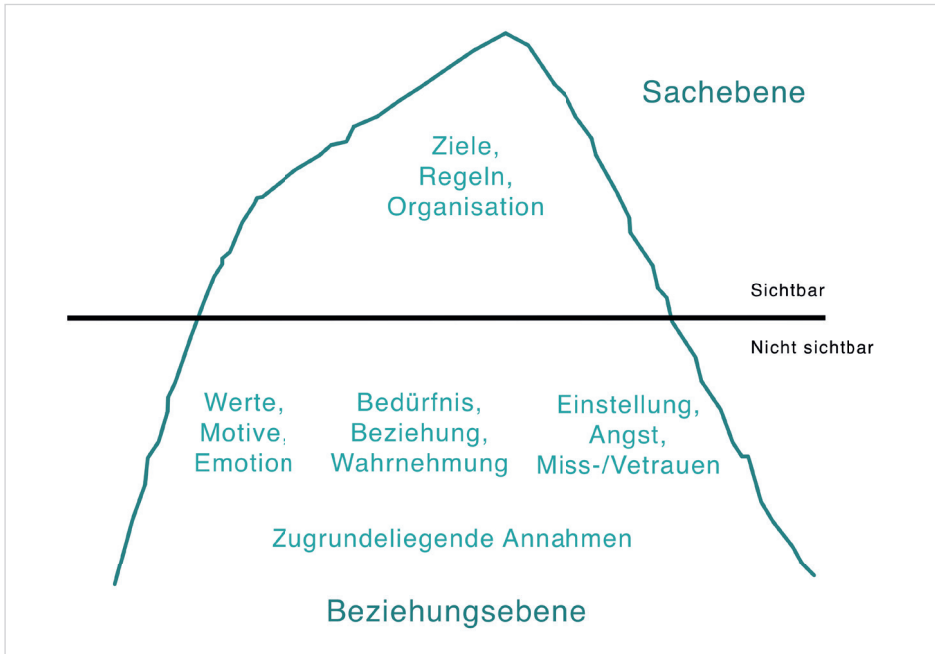 Sachebene
Ziele,
Regeln,
Organisation
Sichtbar
Nicht sichtbar
Werte,
Motive,
Emotion
Bedürfnis,
Beziehung,
Wahrnehmung
Einstellung,
Angst,
Miss-/Vetrauen
Zugrundeliegende Annahmen
Beziehungsebene